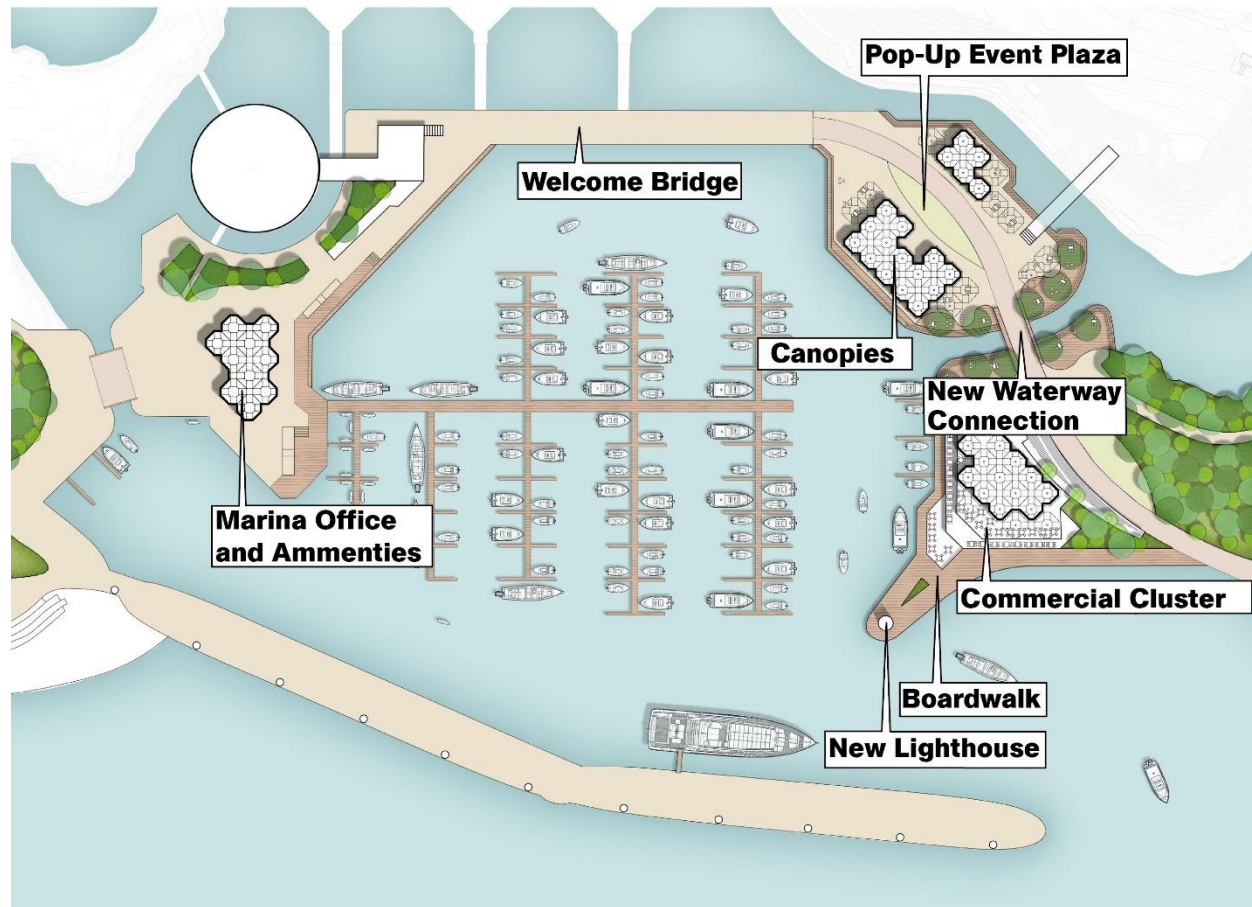 Pop-Up Event Plaza
Welcome Bridge
Canopies
New Waterway
Connection
Marina Office
and Ammenties
Commercial Cluster
Boardwalk
New Lighthouse